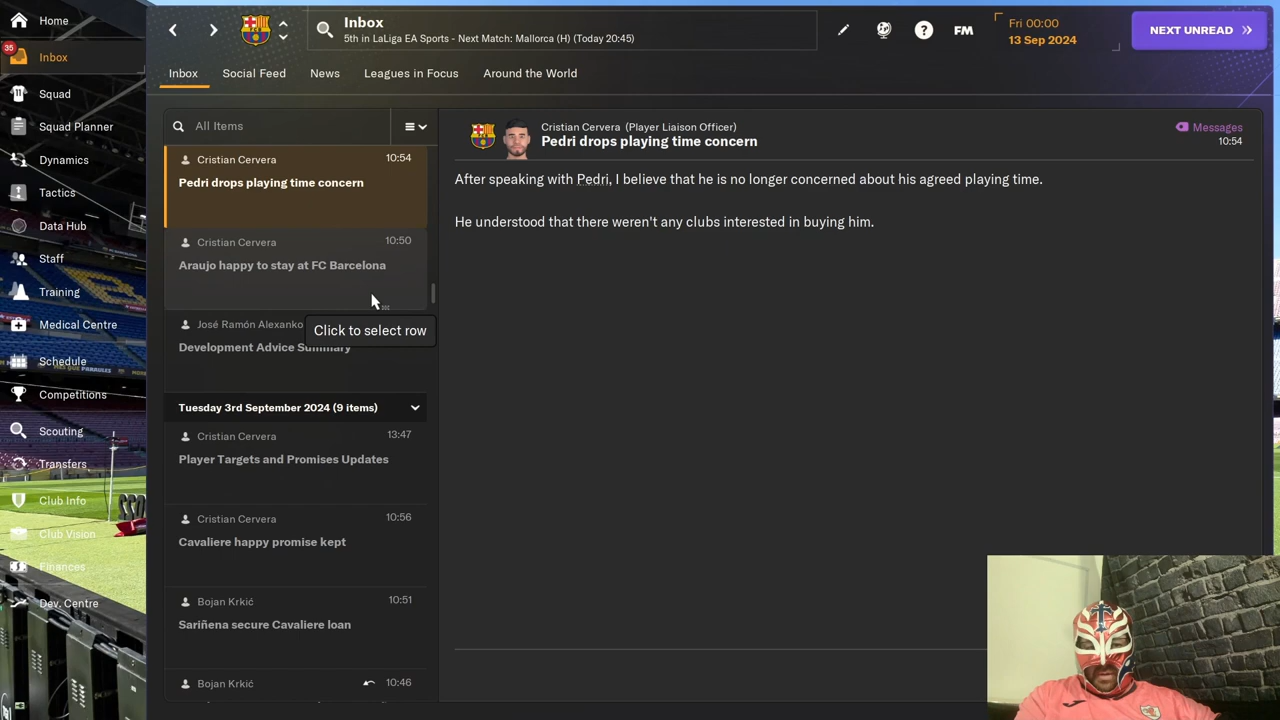 Home
Inbox
5th in LaLiga EA Sports - Next Match: Mallorca (H) (Today 20:45)
FM
Fri 00:00
13 Sep 2024
NEXT UNREAD
35
Inbox
Squad
Squad Planner
Dynamics
Tactics
Data Hub
Staff
Training
Medical Centre
Schedule
Competitions
Scouting
Transfers
Club Info
Club Vision
Finances
Dev. Centre
Inbox Social Feed News Leagues in Focus Around the World
All Items
Cristian Cervera 10:54
Pedri drops playing time concern
Cristian Cervera 10:50
Araujo happy to stay at FC Barcelona
José Ramón Alexanko
Click to select row
Development Advice Summary
Tuesday 3rd September 2024 (9 items)
Cristian Cervera 13:47
Player Targets and Promises Updates
Cristian Cervera 10:56
Cavaliere happy promise kept
Bojan Krkić 10:51
Sariñena secure Cavaliere loan
Bojan Krkić 10:46
Cristian Cervera (Player Liaison Officer)
Pedri drops playing time concern
Messages
10:54
After speaking with Pedri, I believe that he is no longer concerned about his agreed playing time.
He understood that there weren't any clubs interested in buying him.